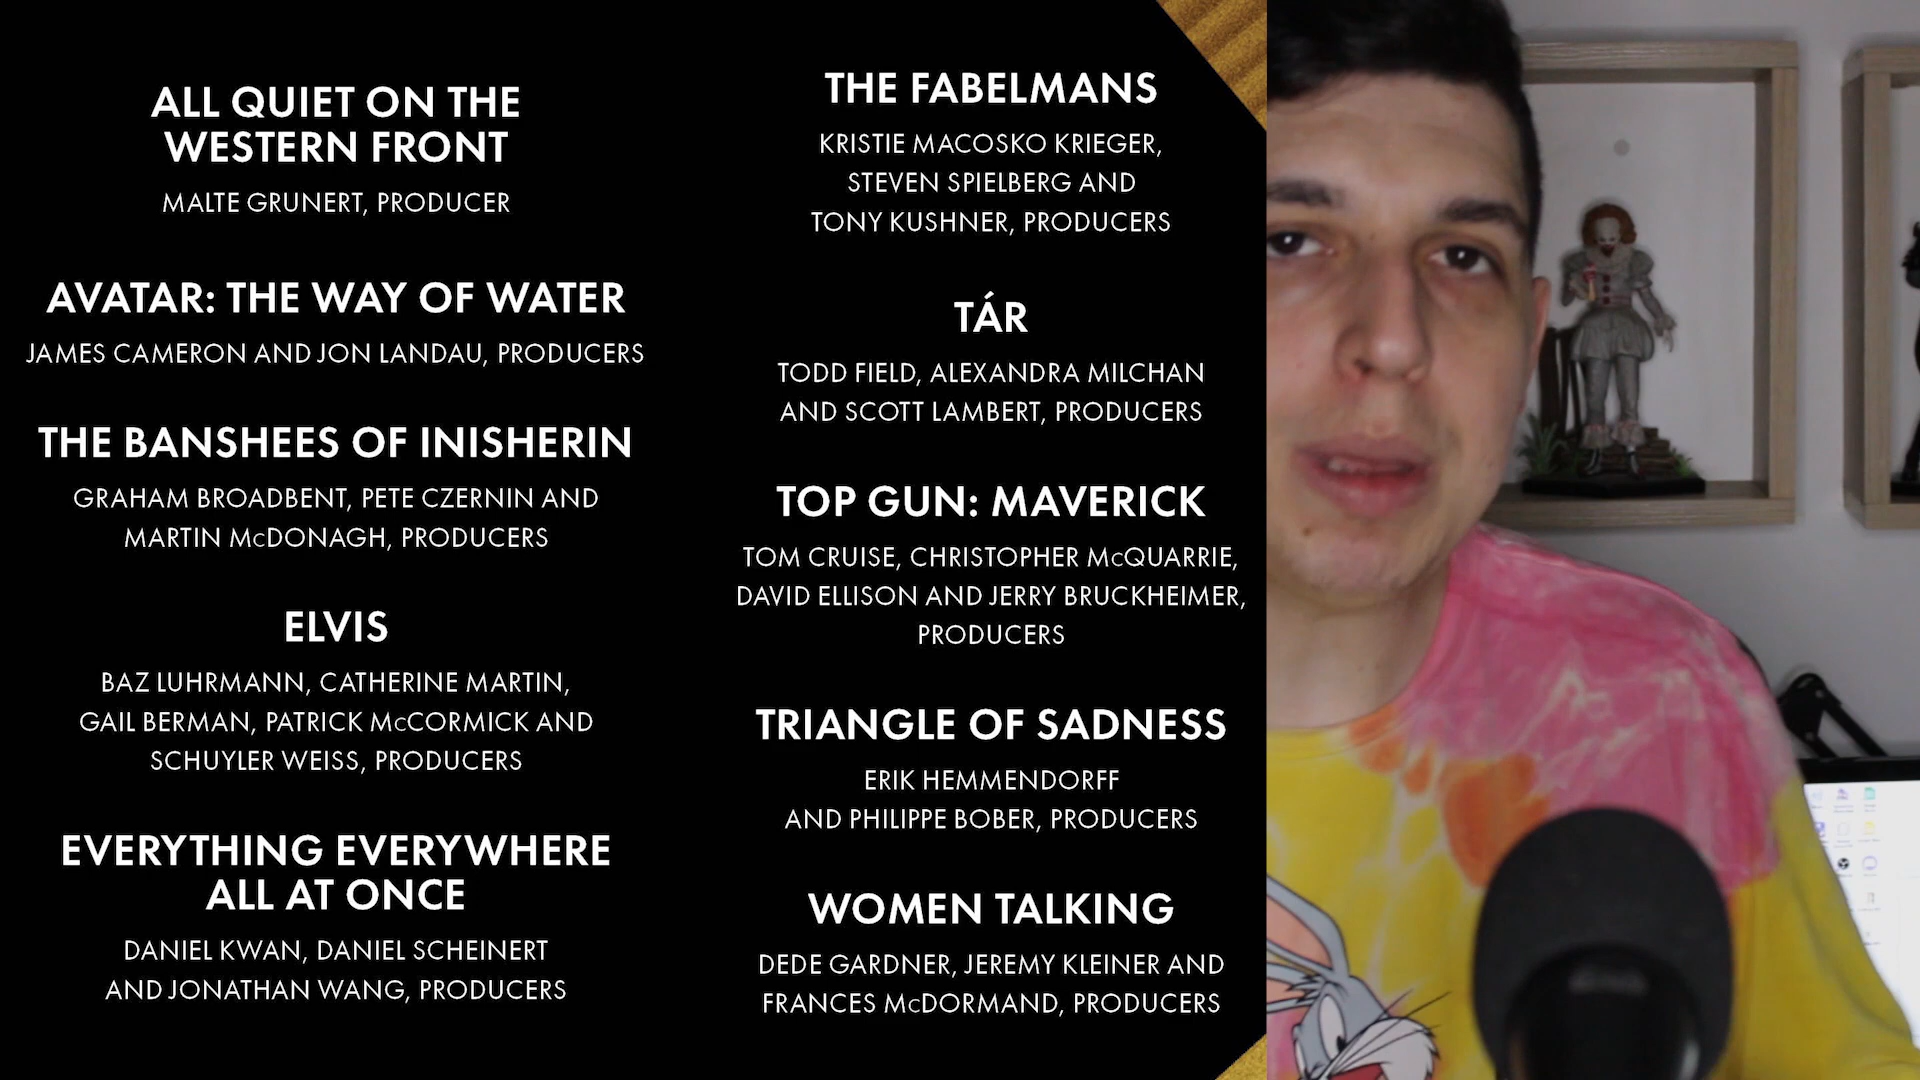 ALL QUIET ON THE
WESTERN FRONT
MALTE GRUNERT, PRODUCER
AVATAR: THE WAY OF WATER
JAMES CAMERON AND JON LANDAU, PRODUCERS
THE BANSHEES OF INISHERIN
GRAHAM BROADBENT, PETE CZERNIN AND
MARTIN McDONAGH, PRODUCERS
ELVIS
BAZ LUHRMANN, CATHERINE MARTIN,
GAIL BERMAN, PATRICK McCORMICK AND
SCHUYLER WEISS, PRODUCERS
EVERYTHING EVERYWHERE
ALL AT ONCE
DANIEL KWAN, DANIEL SCHEINERT
AND JONATHAN WANG, PRODUCERS
THE FABELMANS
KRISTIE MACOSKO KRIEGER,
STEVEN SPIELBERG AND
TONY KUSHNER, PRODUCERS
TÁR
TODD FIELD, ALEXANDRA MILCHAN
AND SCOTT LAMBERT, PRODUCERS
TOP GUN: MAVERICK
TOM CRUISE, CHRISTOPHER McQUARRIE,
DAVID ELLISON AND JERRY BRUCKHEIMER,
PRODUCERS
TRIANGLE OF SADNESS
ERIK HEMMENDORFF
AND PHILIPPE BOBER, PRODUCERS
WOMEN TALKING
DEDE GARDNER, JEREMY KLEINER AND
FRANCES McDORMAND, PRODUCERS